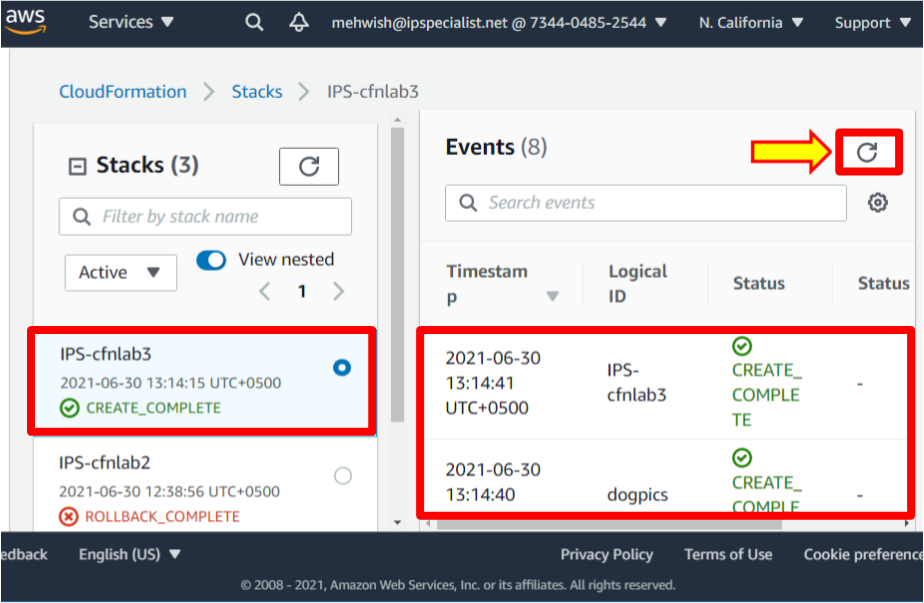 aws Services ▼ mehwish@ipspecialist.net @ 7344-0485-2544 ▼ N. California ▼ Support ▼
CloudFormation > Stacks > IPS-cfnlab3
Stacks (3)
Filter by stack name
Active ▼
View nested
< 1 >
IPS-cfnlab3
2021-06-30 13:14:15 UTC+0500
CREATE_COMPLETE
IPS-cfnlab2
2021-06-30 12:38:56 UTC+0500
ROLLBACK_COMPLETE
Events (8)
Search events
Timestam
p
Logical
ID
Status
Status
2021-06-30
13:14:41
UTC+0500
IPS-
cfnlab3
CREATE_
COMPLE
TE
-
2021-06-30
13:14:40
dogpics
CREATE_
COMPLE
-
edback English (US) ▼ Privacy Policy Terms of Use Cookie preference
© 2008 - 2021, Amazon Web Services, Inc. or its affiliates. All rights reserved.